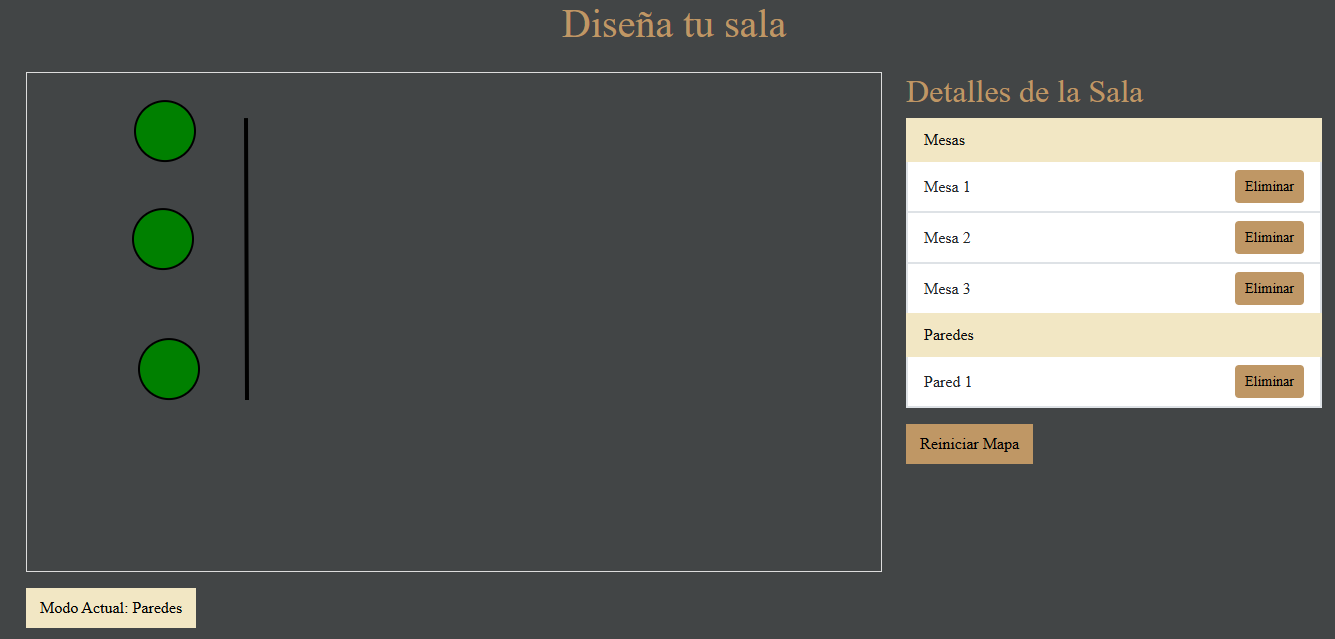 Diseña tu sala
Detalles de la Sala
Mesas
Mesa 1
Eliminar
Mesa 2
Eliminar
Mesa 3
Eliminar
Paredes
Pared 1
Eliminar
Reiniciar Mapa
Modo Actual: Paredes